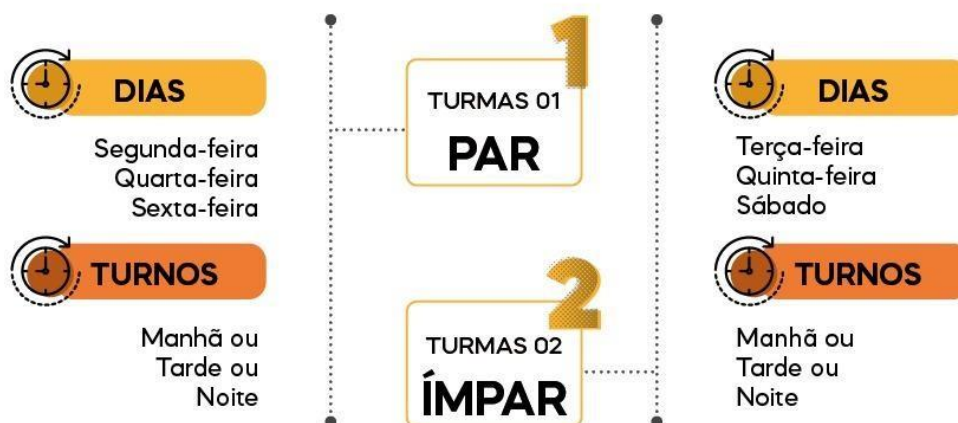 DIAS
Segunda-feira
Quarta-feira
Sexta-feira
TURNOS
Manhã ou
Tarde ou
Noite
1
TURMAS 01
PAR
2
TURMAS 02
ÍMPAR
DIAS
Terça-feira
Quinta-feira
Sábado
TURNOS
Manhã ou
Tarde ou
Noite